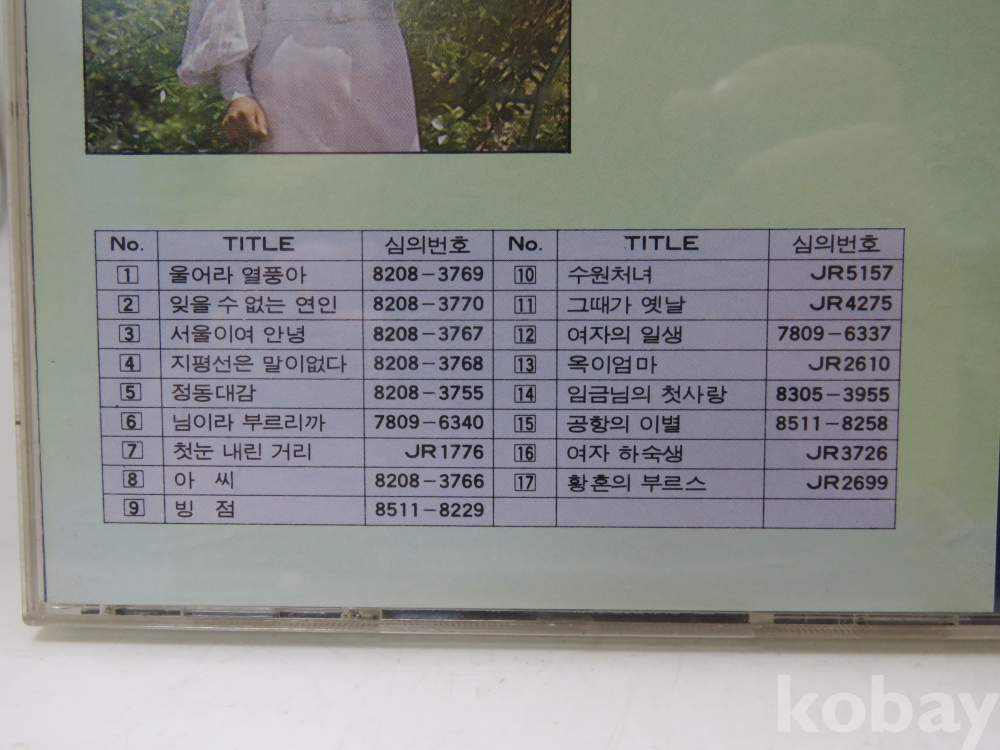 No. TITLE 심의번호 No. TITLE 심의번호
1 울어라 열풍아 8208-3769 10 수원처녀 JR5157
2 잊을 수 없는 연인 8208-3770 11 그때가 옛날 JR4275
3 서울이여 안녕 8208-3767 12 여자의 일생 7809-6337
4 지평선은 말이없다 8208-3768 13 옥이엄마 JR2610
5 정동대감 8208-3755 14 임금님의 첫사랑 8305-3955
6 님이라 부르리까 7809-6340 15 공항의 이별 8511-8258
7 첫눈 내린 거리 JR1776 16 여자 하숙생 JR3726
8 아 씨 8208-3766 17 황혼의 부르스 JR2699
9 빙 점 8511-8229
kobay